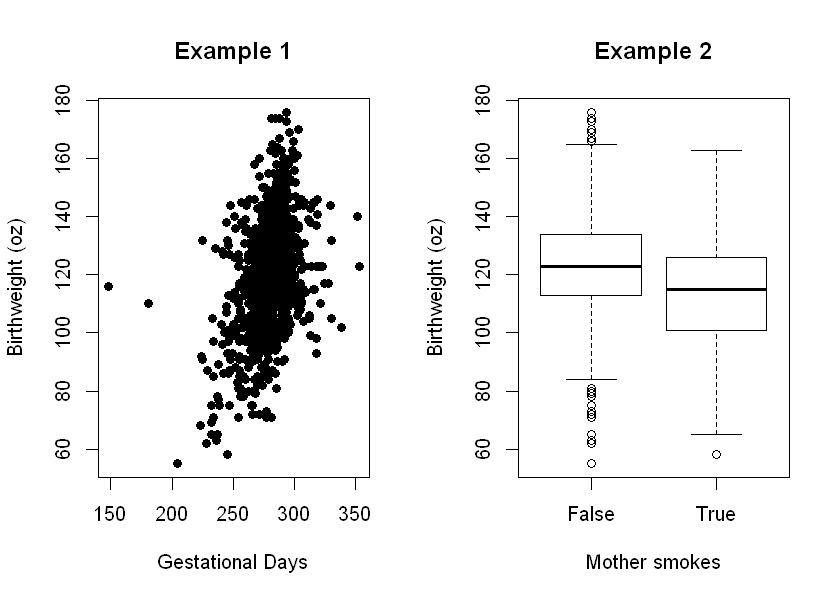 Example 1
Birthweight (oz)
180
160
140
120
100
80
60
150 200 250 300 350
Gestational Days
Example 2
Birthweight (oz)
180
160
140
120
100
80
60
False True
Mother smokes